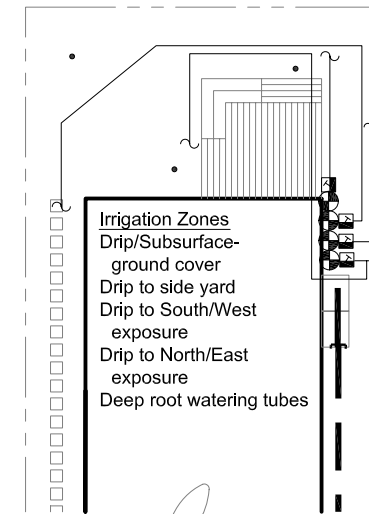 Irrigation Zones
Drip/Subsurface-
ground cover
Drip to side yard
Drip to South/West
exposure
Drip to North/East
exposure
Deep root watering tubes